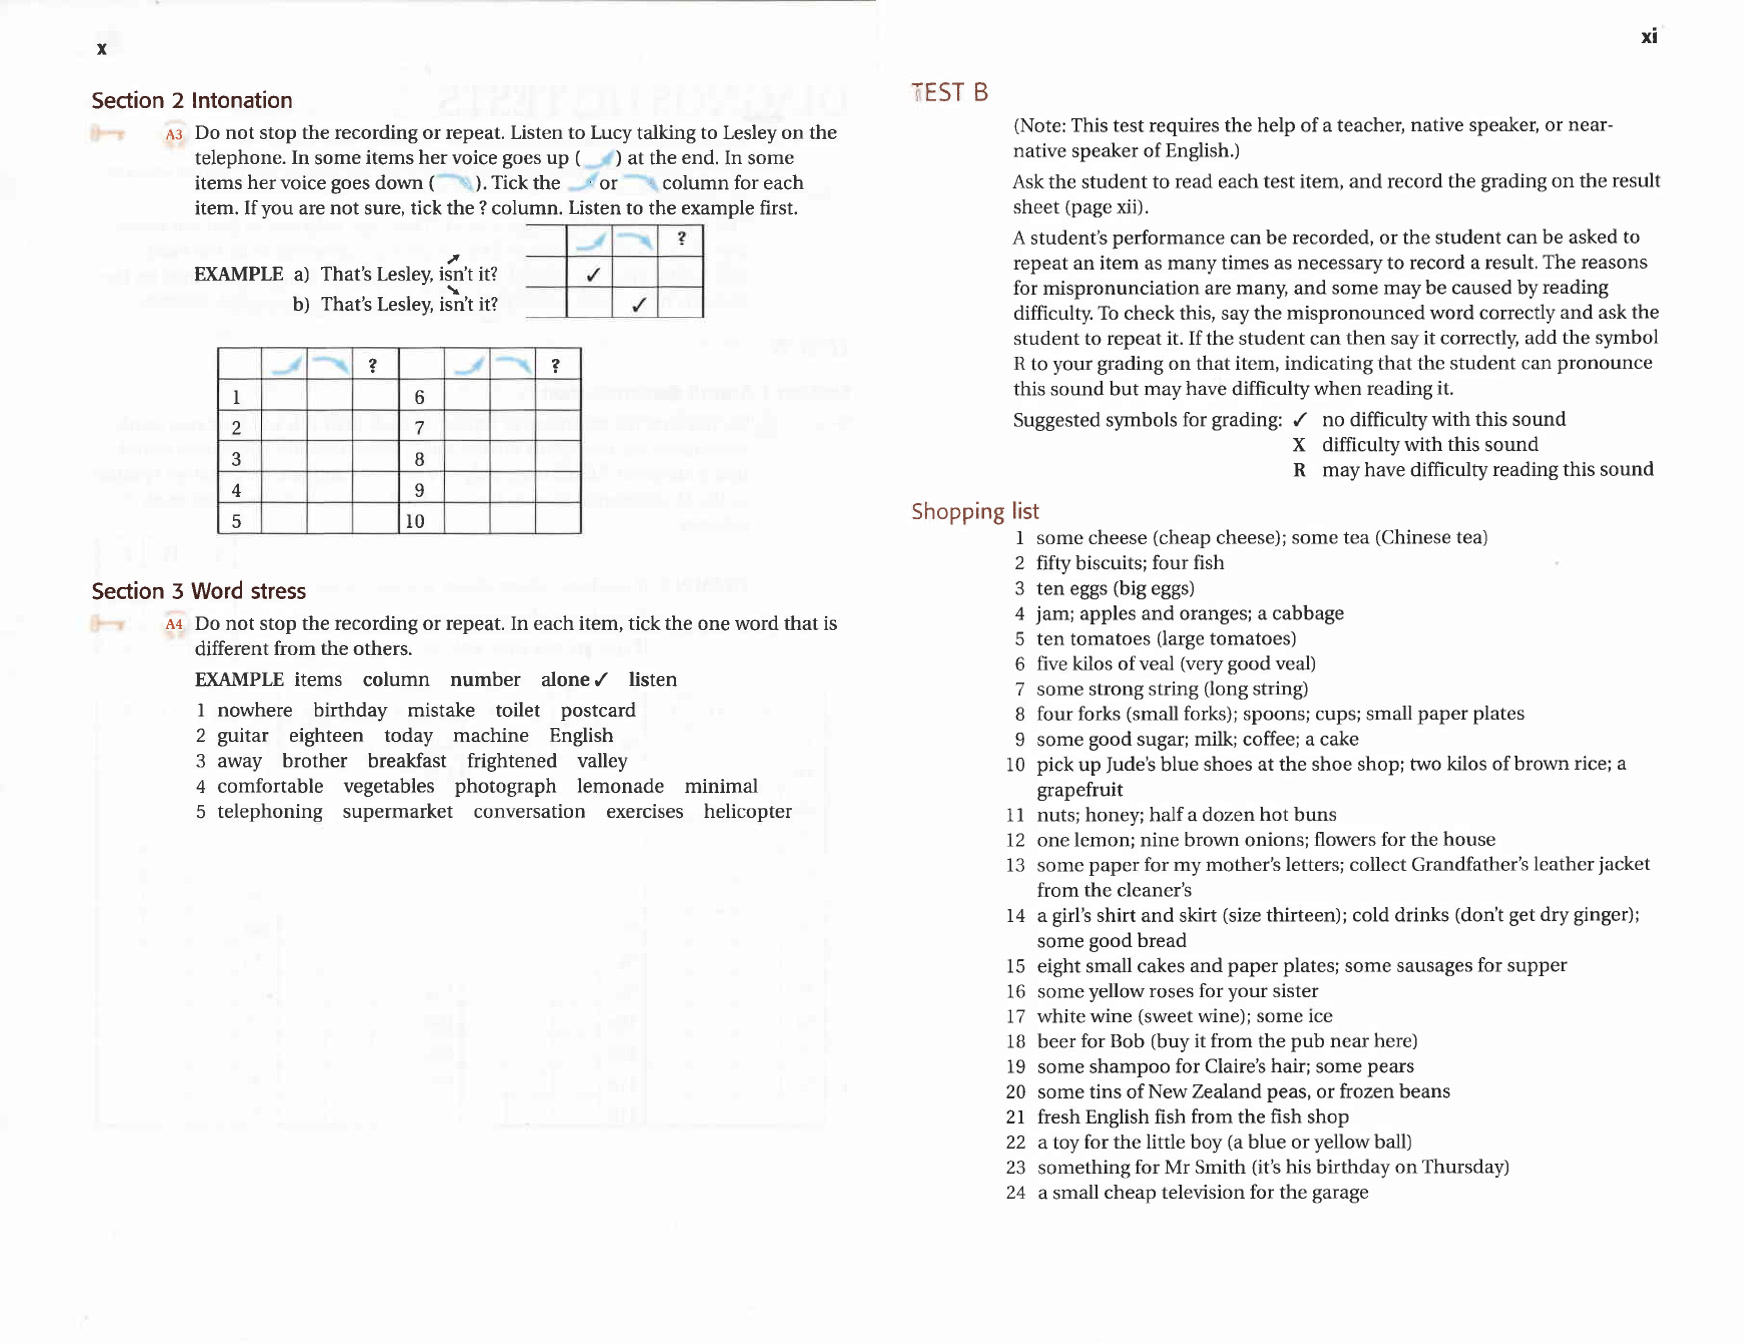 x
Section 2 Intonation
A3 Do not stop the recording or repeat. Listen to Lucy talking to Lesley on the
telephone. In some items her voice goes up ( ) at the end. In some
items her voice goes down ( ). Tick the or column for each
item. If you are not sure, tick the ? column. Listen to the example first.
?
EXAMPLE a) That's Lesley, isn't it? ✓
b) That's Lesley, isn't it? ✓
? ?
1 6
2 7
3 8
4 9
5 10
Section 3 Word stress
A4 Do not stop the recording or repeat. In each item, tick the one word that is
different from the others.
EXAMPLE items column number alone ✓ listen
1 nowhere birthday mistake toilet postcard
2 guitar eighteen today machine English
3 away brother breakfast frightened valley
4 comfortable vegetables photograph lemonade minimal
5 telephoning supermarket conversation exercises helicopter
xi
TEST B
(Note: This test requires the help of a teacher, native speaker, or near-
native speaker of English.)
Ask the student to read each test item, and record the grading on the result
sheet (page xii).
A student's performance can be recorded, or the student can be asked to
repeat an item as many times as necessary to record a result. The reasons
for mispronunciation are many, and some may be caused by reading
difficulty. To check this, say the mispronounced word correctly and ask the
student to repeat it. If the student can then say it correctly, add the symbol
R to your grading on that item, indicating that the student can pronounce
this sound but may have difficulty when reading it.
Suggested symbols for grading: ✓ no difficulty with this sound
X difficulty with this sound
R may have difficulty reading this sound
Shopping list
1 some cheese (cheap cheese); some tea (Chinese tea)
2 fifty biscuits; four fish
3 ten eggs (big eggs)
4 jam; apples and oranges; a cabbage
5 ten tomatoes (large tomatoes)
6 five kilos of veal (very good veal)
7 some strong string (long string)
8 four forks (small forks); spoons; cups; small paper plates
9 some good sugar; milk; coffee; a cake
10 pick up Jude's blue shoes at the shoe shop; two kilos of brown rice; a
grapefruit
11 nuts; honey; half a dozen hot buns
12 one lemon; nine brown onions; flowers for the house
13 some paper for my mother's letters; collect Grandfather's leather jacket
from the cleaner's
14 a girl's shirt and skirt (size thirteen); cold drinks (don't get dry ginger);
some good bread
15 eight small cakes and paper plates; some sausages for supper
16 some yellow roses for your sister
17 white wine (sweet wine); some ice
18 beer for Bob (buy it from the pub near here)
19 some shampoo for Claire's hair; some pears
20 some tins of New Zealand peas, or frozen beans
21 fresh English fish from the fish shop
22 a toy for the little boy (a blue or yellow ball)
23 something for Mr Smith (it's his birthday on Thursday)
24 a small cheap television for the garage